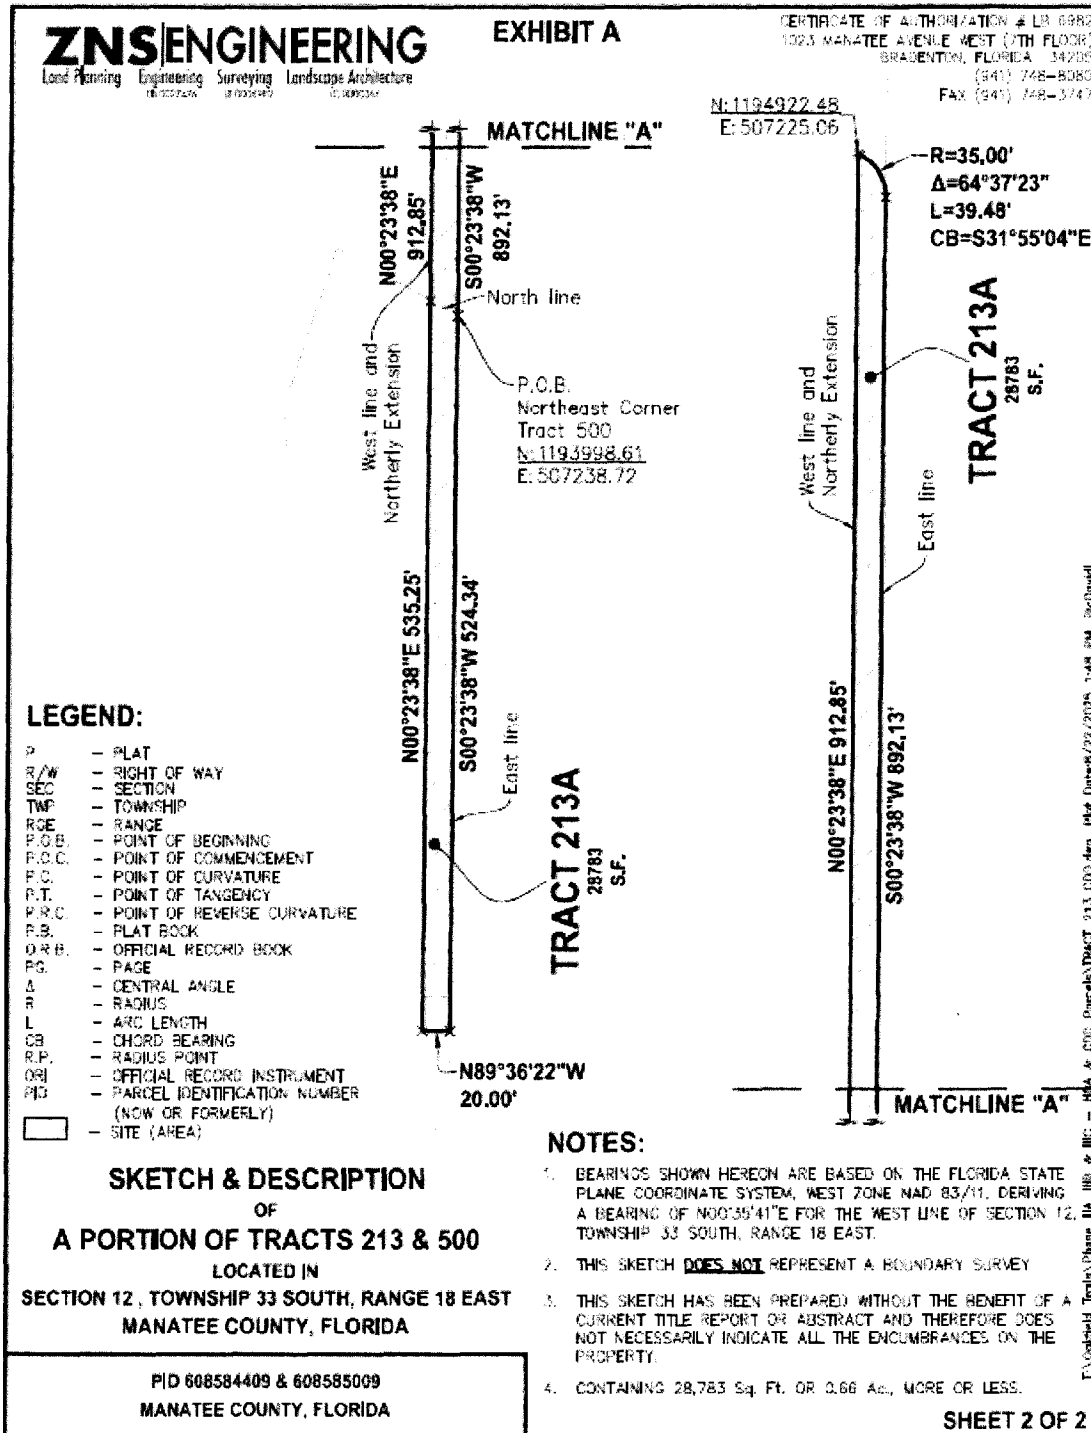 ZNS ENGINEERING
Land Planning Engineering Surveying Landscape Architecture
EXHIBIT A
CERTIFICATE OF AUTHORIZATION # LB 6982
1023 MANATEE AVENUE WEST (7TH FLOOR)
BRADENTON, FLORIDA 34205
(941) 748-8080
FAX (941) 748-3747
MATCHLINE "A"
N00°23'38"E
912.85'
S00°23'38"W
892.13'
North line
West line and
Northerly Extension
P.O.B.
Northeast Corner
Tract 500
N:1193998.61
E:507238.72
N00°23'38"E 535.25'
S00°23'38"W 524.34'
East line
TRACT 213A
28783
S.F.
N89°36'22"W
20.00'
N:1194922.48
E:507225.06
R=35.00'
Δ=64°37'23"
L=39.48'
CB=S31°55'04"E
TRACT 213A
28783
S.F.
West line and
Northerly Extension
East line
N00°23'38"E 912.85'
S00°23'38"W 892.13'
MATCHLINE "A"
LEGEND:
P - PLAT
R/W - RIGHT OF WAY
SEC - SECTION
TWP - TOWNSHIP
RGE - RANGE
P.O.B. - POINT OF BEGINNING
P.O.C. - POINT OF COMMENCEMENT
P.C. - POINT OF CURVATURE
P.T. - POINT OF TANGENCY
P.R.C. - POINT OF REVERSE CURVATURE
P.B. - PLAT BOOK
O.R.B. - OFFICIAL RECORD BOOK
PG. - PAGE
Δ - CENTRAL ANGLE
R - RADIUS
L - ARC LENGTH
CB - CHORD BEARING
R.P. - RADIUS POINT
ORI - OFFICIAL RECORD INSTRUMENT
PID - PARCEL IDENTIFICATION NUMBER
(NOW OR FORMERLY)
- SITE (AREA)
SKETCH & DESCRIPTION
OF
A PORTION OF TRACTS 213 & 500
LOCATED IN
SECTION 12 , TOWNSHIP 33 SOUTH, RANGE 18 EAST
MANATEE COUNTY, FLORIDA
PID 608584409 & 608585009
MANATEE COUNTY, FLORIDA
NOTES:
1. BEARINGS SHOWN HEREON ARE BASED ON THE FLORIDA STATE
PLANE COORDINATE SYSTEM, WEST ZONE NAD 83/11, DERIVING
A BEARING OF N00°35'41"E FOR THE WEST LINE OF SECTION 12,
TOWNSHIP 33 SOUTH, RANGE 18 EAST.
2. THIS SKETCH DOES NOT REPRESENT A BOUNDARY SURVEY
3. THIS SKETCH HAS BEEN PREPARED WITHOUT THE BENEFIT OF A
CURRENT TITLE REPORT OR ABSTRACT AND THEREFORE DOES
NOT NECESSARILY INDICATE ALL THE ENCUMBRANCES ON THE
PROPERTY.
4. CONTAINING 28,783 Sq. Ft. OR 0.66 Ac., MORE OR LESS.
SHEET 2 OF 2